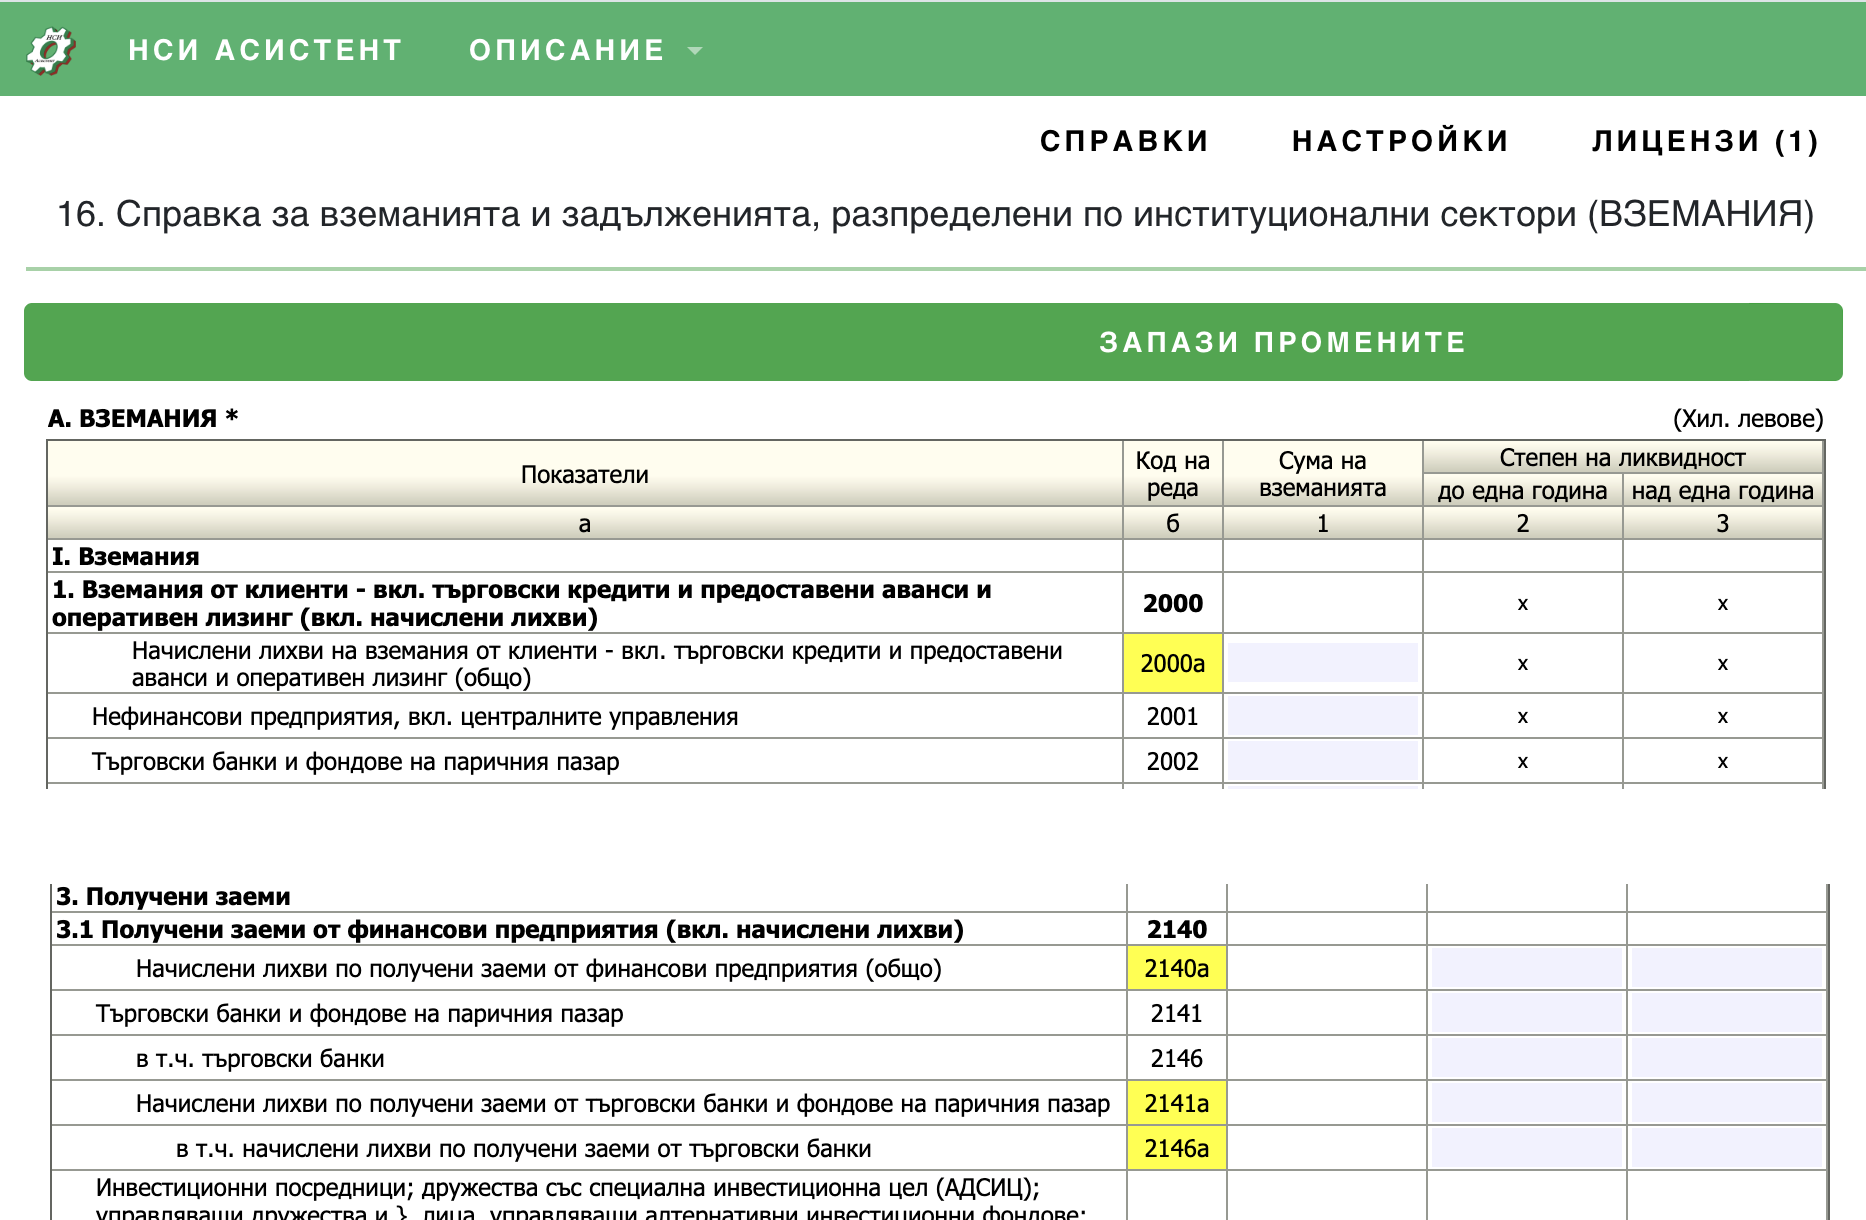 НСИ АСИСТЕНТ ОПИСАНИЕ
СПРАВКИ НАСТРОЙКИ ЛИЦЕНЗИ (1)
16. Справка за вземанията и задълженията, разпределени по институционални сектори (ВЗЕМАНИЯ)
ЗАПАЗИ ПРОМЕНИТЕ
А. ВЗЕМАНИЯ * (Хил. левове)
Показатели
Код на
реда
Сума на
вземанията
Степен на ликвидност
до една година над една година
а б 1 2 3
I. Вземания
1. Вземания от клиенти - вкл. търговски кредити и предоставени аванси и
оперативен лизинг (вкл. начислени лихви)
2000 x x
Начислени лихви на вземания от клиенти - вкл. търговски кредити и предоставени
аванси и оперативен лизинг (общо)
2000а x x
Нефинансови предприятия, вкл. централните управления 2001 x x
Търговски банки и фондове на паричния пазар 2002 x x
3. Получени заеми
3.1 Получени заеми от финансови предприятия (вкл. начислени лихви) 2140
Начислени лихви по получени заеми от финансови предприятия (общо) 2140а
Търговски банки и фондове на паричния пазар 2141
в т.ч. търговски банки 2146
Начислени лихви по получени заеми от търговски банки и фондове на паричния пазар 2141а
в т.ч. начислени лихви по получени заеми от търговски банки 2146а
Инвестиционни посредници; дружества със специална инвестиционна цел (АДСИЦ);
управляващи дружества и }. лица, управляващи алтернативни инвестиционни фондове;